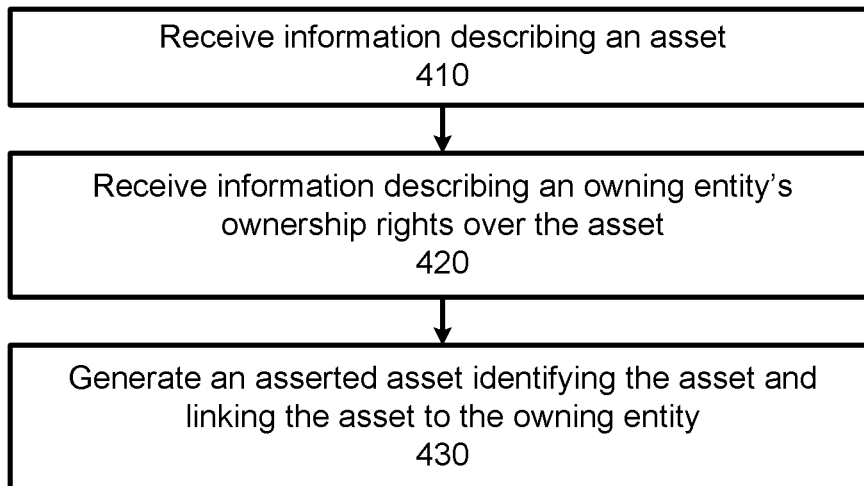 Receive information describing an asset
410
Receive information describing an owning entity’s
ownership rights over the asset
420
Generate an asserted asset identifying the asset and
linking the asset to the owning entity
430